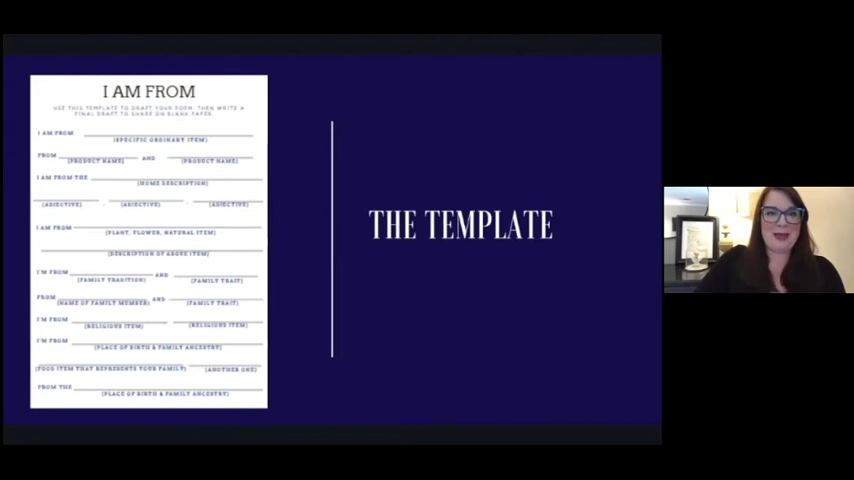 I AM FROM
USE THIS TEMPLATE TO DRAFT YOUR FORM; THEN WRITE A
FINAL DRAFT TO SHARE ON BLANK PAPER.
I AM FROM
(SPECIFIC ORDINARY ITEM)
FROM AND
(PRODUCT NAME) (PRODUCT NAME)
I AM FROM THE
(HOME DESCRIPTION)
(ADJECTIVE) (ADJECTIVE) (ADJECTIVE)
I AM FROM
(PLANT, FLOWER, NATURAL ITEM)
(DESCRIPTION OF ABOVE ITEM)
I'M FROM AND
(FAMILY TRADITION) (FAMILY TRAIT)
FROM AND
(NAME OF FAMILY MEMBER) (FAMILY TRAIT)
I'M FROM
(RELIGIOUS ITEM) (RELIGIOUS ITEM)
I'M FROM
(PLACE OF BIRTH & FAMILY ANCESTRY)
(FOOD ITEM THAT REPRESENTS YOUR FAMILY) (ANOTHER ONE)
FROM THE
(PLACE OF BIRTH & FAMILY ANCESTRY)
THE TEMPLATE